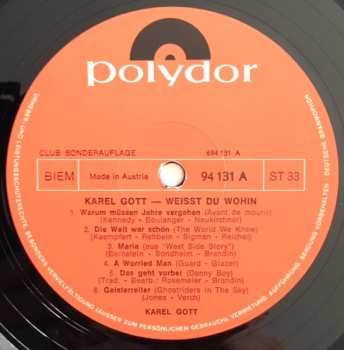 polydor
CLUB SONDERAUFLAGE 694 131 A
BIEM Made in Austria 94 131 A ST 33
KAREL GOTT — WEISST DU WOHIN
1. Warum müssen Jahre vergehen (Avant de mourir)
(Kennedy - Boulanger - Neukirchner)
2. Die Welt war schön (The World We Knew)
(Kaempfert - Rehbein - Sigman - Reichel)
3. Maria (aus "West Side Story")
(Bernstein - Sondheim - Brandin)
4. A Worried Man (Guard - Glazer)
5. Das geht vorbei (Danny Boy)
(Trad. - Bearb.: Rosemeier - Brandin)
6. Geisterreiter (Ghostriders in The Sky)
(Jones - Verch)
KAREL GOTT